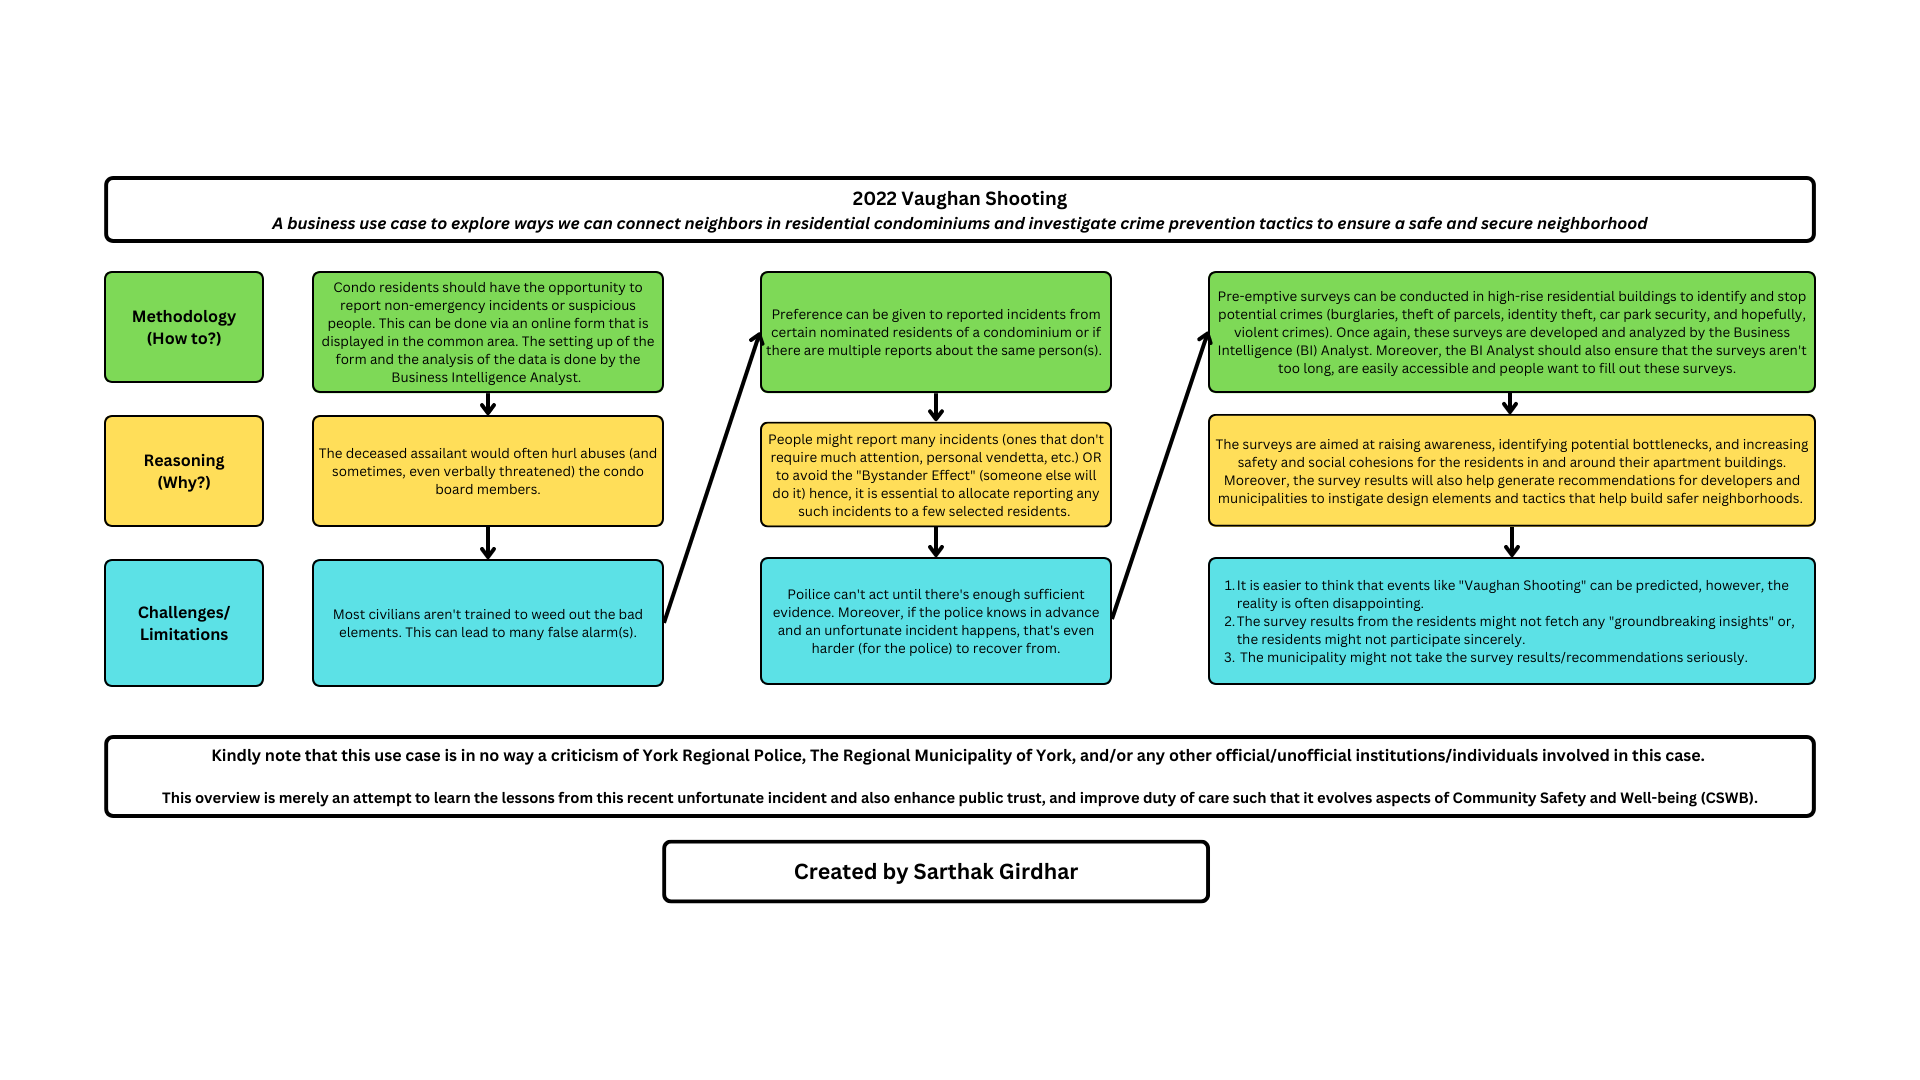 2022 Vaughan Shooting
A business use case to explore ways we can connect neighbors in residential condominiums and investigate crime prevention tactics to ensure a safe and secure neighborhood
Methodology
(How to?)
Condo residents should have the opportunity to
report non-emergency incidents or suspicious
people. This can be done via an online form that is
displayed in the common area. The setting up of the
form and the analysis of the data is done by the
Business Intelligence Analyst.
Preference can be given to reported incidents from
certain nominated residents of a condominium or if
there are multiple reports about the same person(s).
Pre-emptive surveys can be conducted in high-rise residential buildings to identify and stop
potential crimes (burglaries, theft of parcels, identity theft, car park security, and hopefully,
violent crimes). Once again, these surveys are developed and analyzed by the Business
Intelligence (BI) Analyst. Moreover, the BI Analyst should also ensure that the surveys aren't
too long, are easily accessible and people want to fill out these surveys.
Reasoning
(Why?)
The deceased assailant would often hurl abuses (and
sometimes, even verbally threatened) the condo
board members.
People might report many incidents (ones that don't
require much attention, personal vendetta, etc.) OR
to avoid the "Bystander Effect" (someone else will
do it) hence, it is essential to allocate reporting any
such incidents to a few selected residents.
The surveys are aimed at raising awareness, identifying potential bottlenecks, and increasing
safety and social cohesions for the residents in and around their apartment buildings.
Moreover, the survey results will also help generate recommendations for developers and
municipalities to instigate design elements and tactics that help build safer neighborhoods.
Challenges/
Limitations
Most civilians aren't trained to weed out the bad
elements. This can lead to many false alarm(s).
Poilice can't act until there's enough sufficient
evidence. Moreover, if the police knows in advance
and an unfortunate incident happens, that's even
harder (for the police) to recover from.
1. It is easier to think that events like "Vaughan Shooting" can be predicted, however, the
reality is often disappointing.
2. The survey results from the residents might not fetch any "groundbreaking insights" or,
the residents might not participate sincerely.
3. The municipality might not take the survey results/recommendations seriously.
Kindly note that this use case is in no way a criticism of York Regional Police, The Regional Municipality of York, and/or any other official/unofficial institutions/individuals involved in this case.
This overview is merely an attempt to learn the lessons from this recent unfortunate incident and also enhance public trust, and improve duty of care such that it evolves aspects of Community Safety and Well-being (CSWB).
Created by Sarthak Girdhar